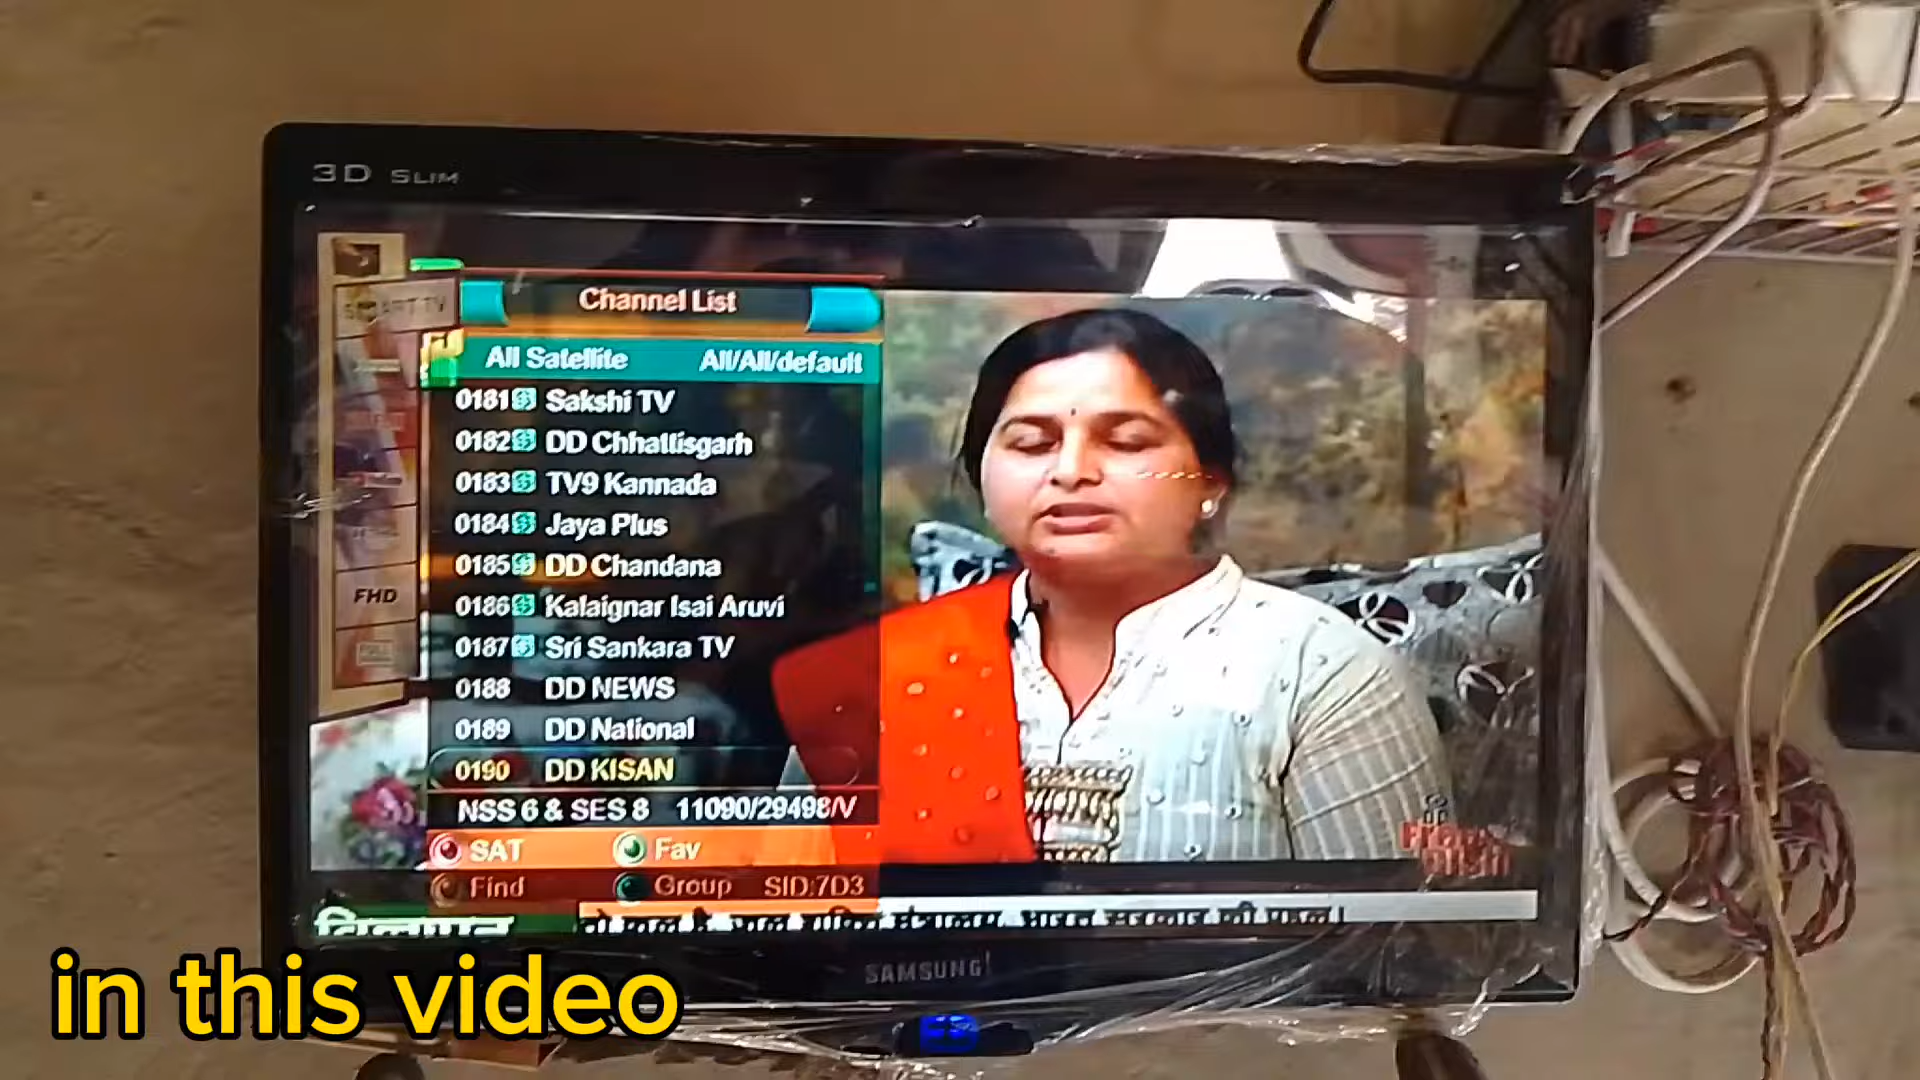 3D SLIM
SMART TV
Channel List
All Satellite All/All/default
0181 Sakshi TV
0182 DD Chhattisgarh
0183 TV9 Kannada
0184 Jaya Plus
0185 DD Chandana
0186 Kalaignar Isai Aruvi
0187 Sri Sankara TV
0188 DD NEWS
0189 DD National
0190 DD KISAN
NSS 6 & SES 8 11090/29498/V
SAT Fav
Find Group SID:7D3
FHD
SAMSUNG
in this video